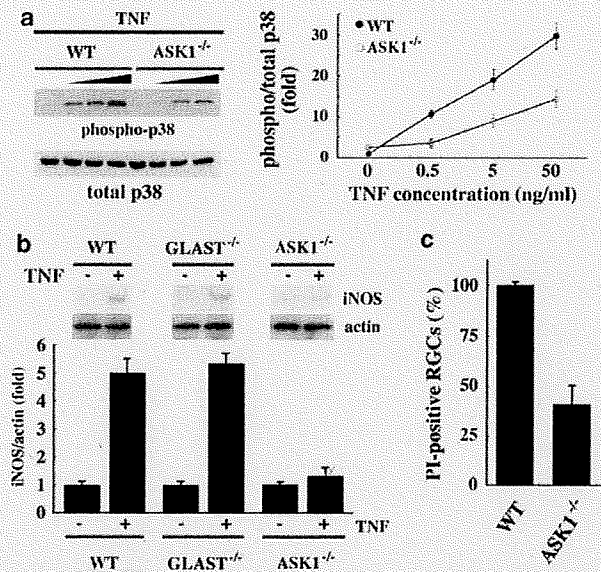 a
TNF
WT ASK1-/-
phospho-p38
total p38
phospho/total p38
(fold)
30
20
10
0
WT
ASK1-/-
0 0.5 5 50
TNF concentration (ng/ml)
b
WT GLAST-/- ASK1-/-
TNF - + - + - +
iNOS
actin
iNOS/actin (fold)
6
5
4
3
2
1
0
- + - + - + TNF
WT GLAST-/- ASK1-/-
c
PI-positive RGCs (%)
100
75
50
25
0
WT
ASK1-/-